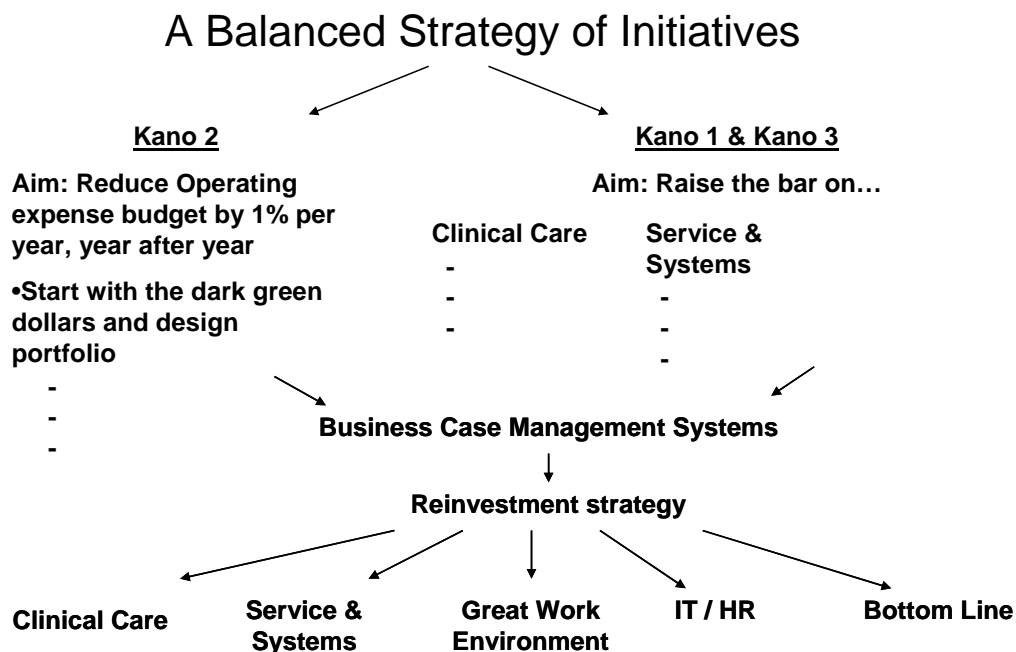 A Balanced Strategy of Initiatives
Kano 2
Aim: Reduce Operating
expense budget by 1% per
year, year after year
•Start with the dark green
dollars and design
portfolio
-
-
-
Kano 1 & Kano 3
Aim: Raise the bar on…
Clinical Care
-
-
-
Service &
Systems
-
-
-
Business Case Management Systems
Reinvestment strategy
Clinical Care
Service &
Systems
Great Work
Environment
IT / HR
Bottom Line